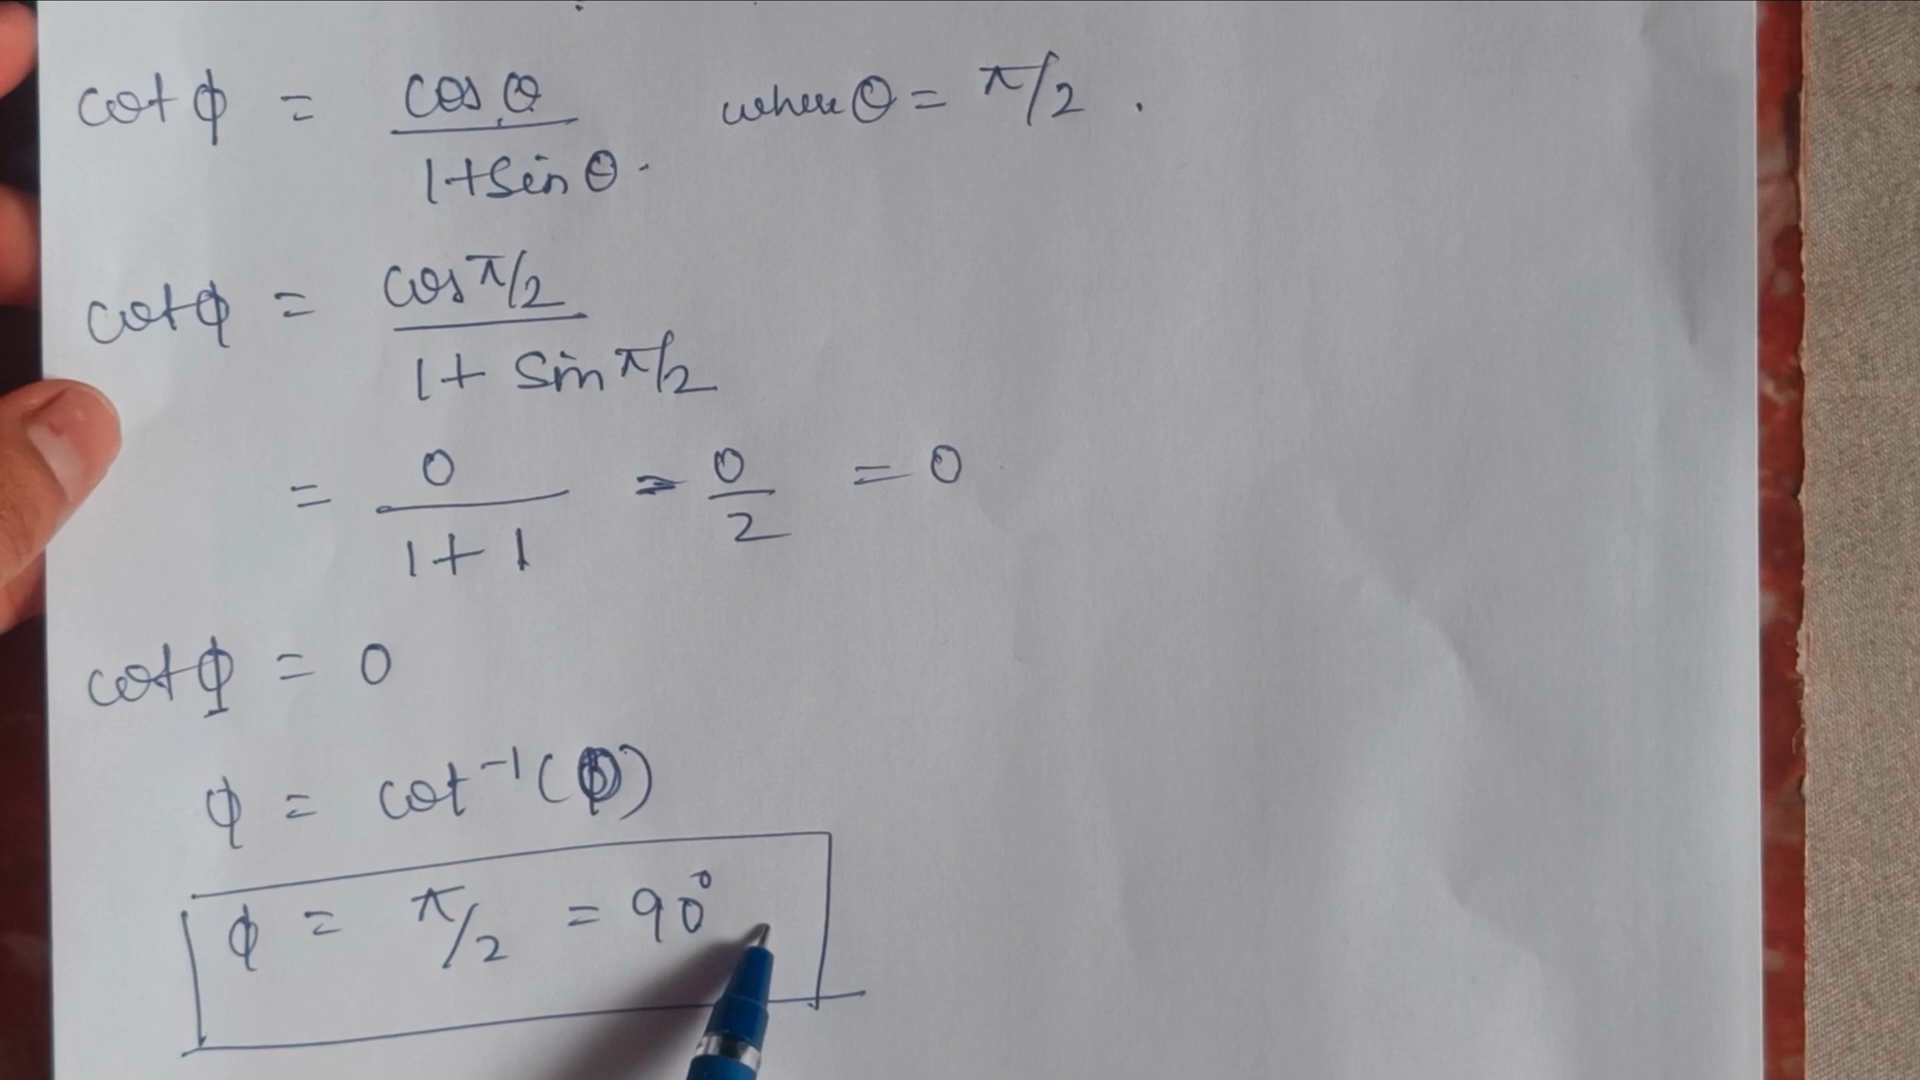 cot ϕ = cos θ / 1+sin θ. where θ = π/2 .
cot ϕ = cos π/2 / 1+ sin π/2
= 0 / 1+1 = 0/2 = 0
cot ϕ = 0
ϕ = cot⁻¹(0)
ϕ = π/2 = 90°